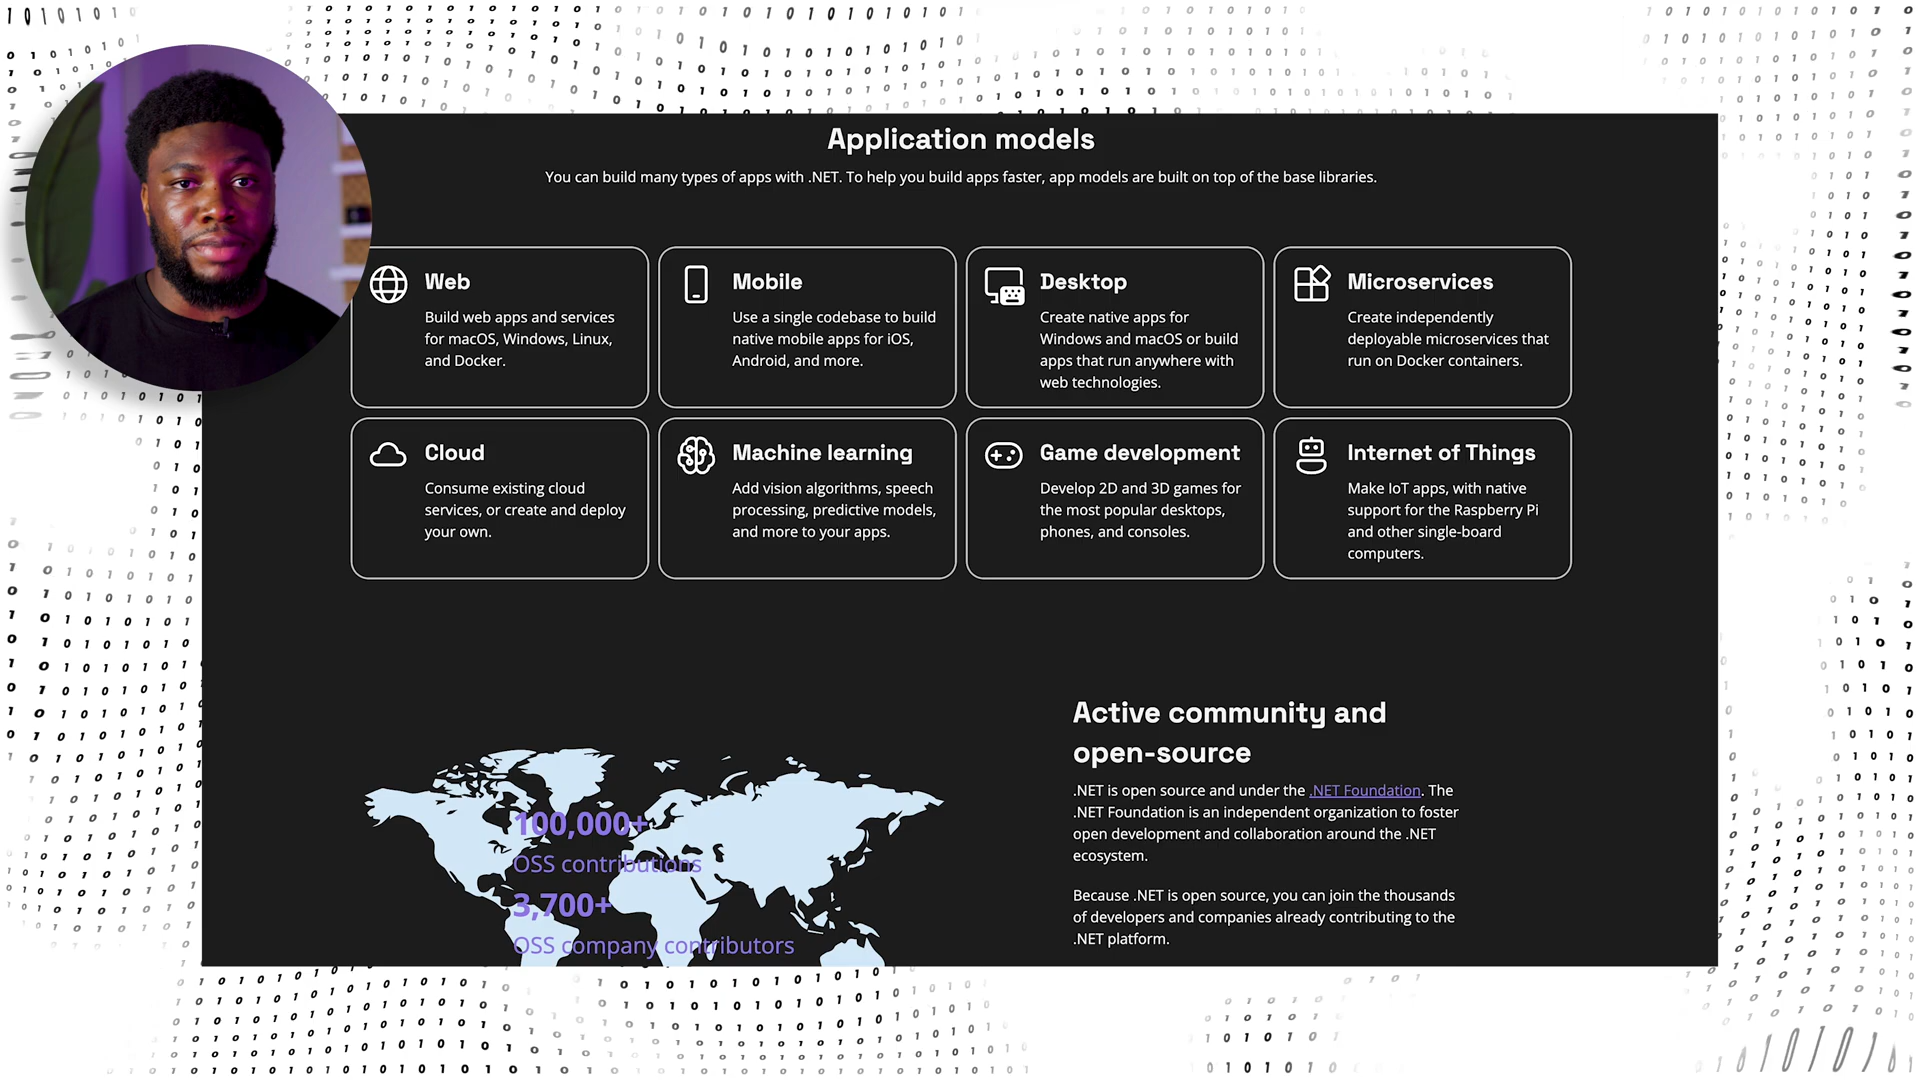 Application models
You can build many types of apps with .NET. To help you build apps faster, app models are built on top of the base libraries.
Web
Build web apps and services
for macOS, Windows, Linux,
and Docker.
Mobile
Use a single codebase to build
native mobile apps for iOS,
Android, and more.
Desktop
Create native apps for
Windows and macOS or build
apps that run anywhere with
web technologies.
Microservices
Create independently
deployable microservices that
run on Docker containers.
Cloud
Consume existing cloud
services, or create and deploy
your own.
Machine learning
Add vision algorithms, speech
processing, predictive models,
and more to your apps.
Game development
Develop 2D and 3D games for
the most popular desktops,
phones, and consoles.
Internet of Things
Make IoT apps, with native
support for the Raspberry Pi
and other single-board
computers.
100,000+
OSS contributions
3,700+
OSS company contributors
Active community and
open-source
.NET is open source and under the .NET Foundation. The
.NET Foundation is an independent organization to foster
open development and collaboration around the .NET
ecosystem.
Because .NET is open source, you can join the thousands
of developers and companies already contributing to the
.NET platform.